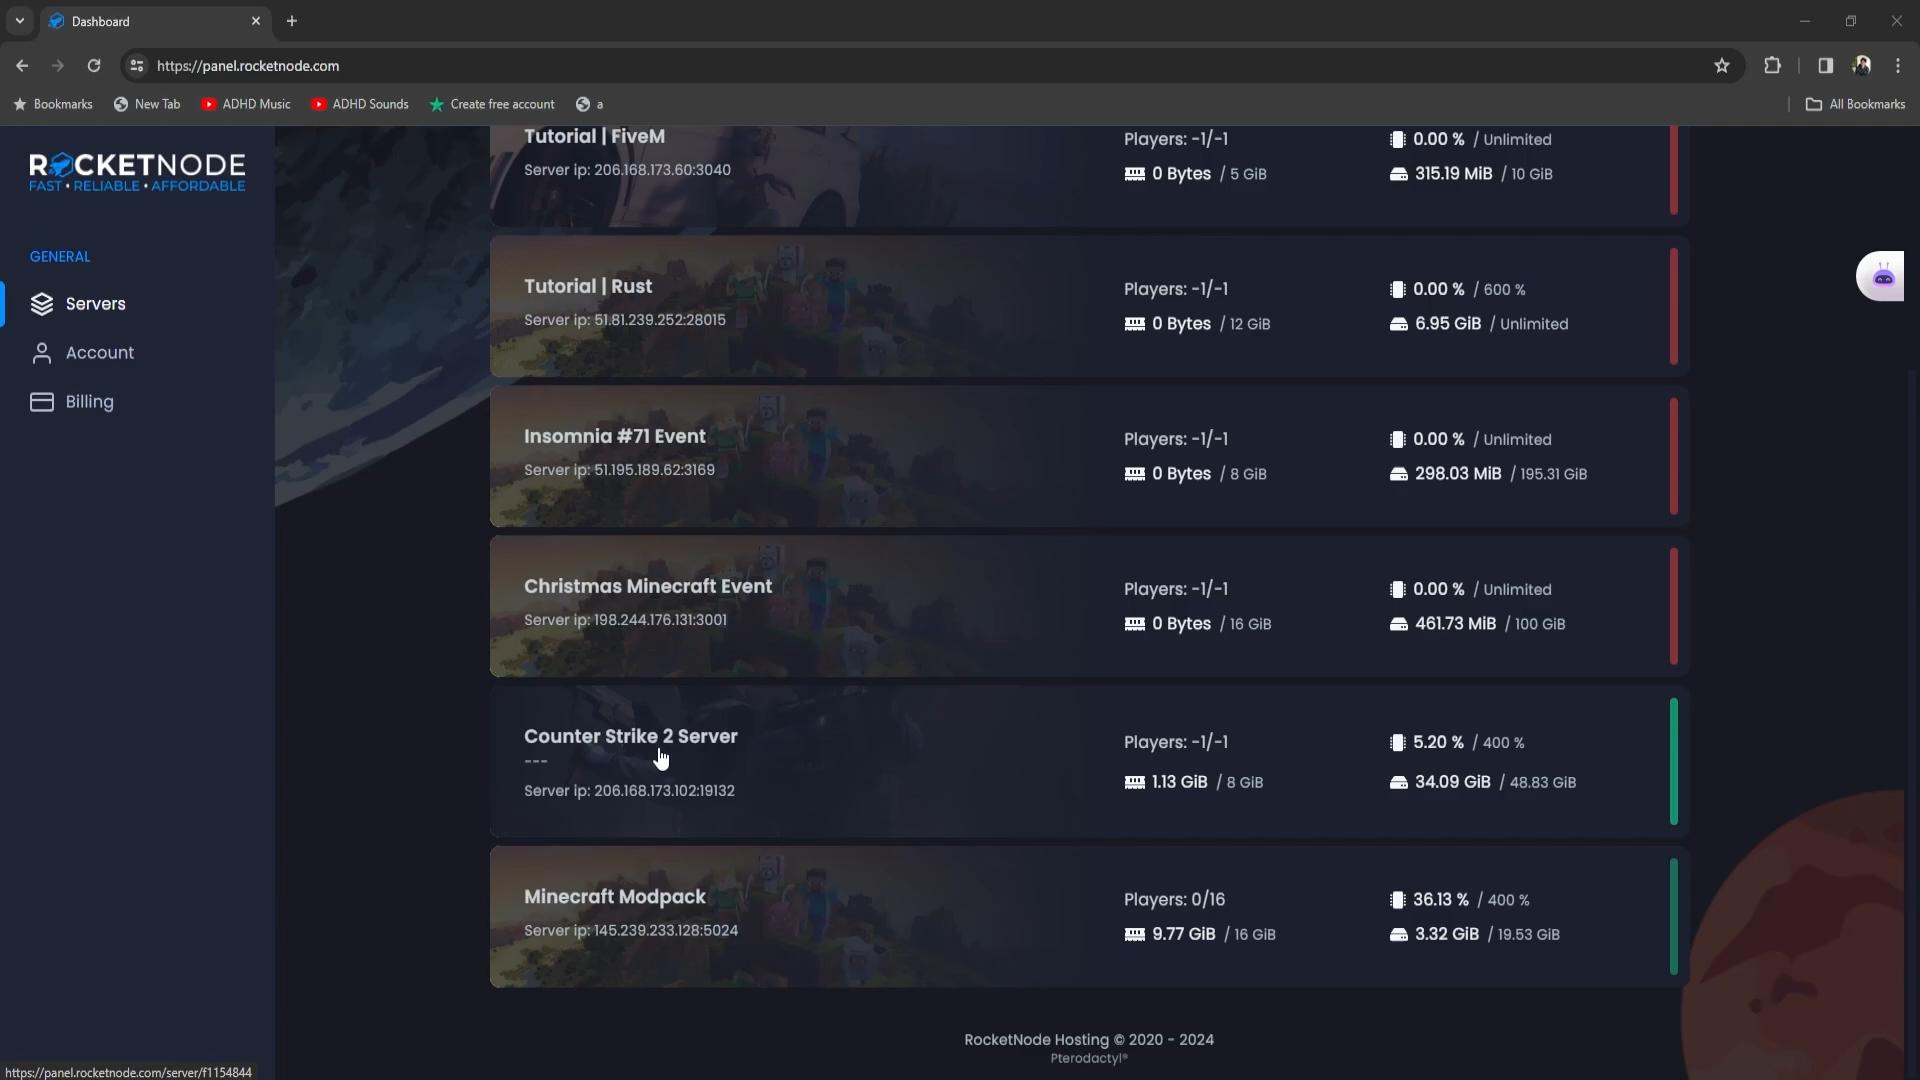 Dashboard
https://panel.rocketnode.com
Bookmarks
New Tab
ADHD Music
ADHD Sounds
Create free account
a
All Bookmarks
ROCKETNODE
FAST • RELIABLE • AFFORDABLE
GENERAL
Servers
Account
Billing
Tutorial | FiveM
Server ip: 206.168.173.60:3040
Players: -1/-1
0.00 % / Unlimited
0 Bytes / 5 GiB
315.19 MiB / 10 GiB
Tutorial | Rust
Server ip: 51.81.239.252:28015
Players: -1/-1
0.00 % / 600 %
0 Bytes / 12 GiB
6.95 GiB / Unlimited
Insomnia #71 Event
Server ip: 51.195.189.62:3169
Players: -1/-1
0.00 % / Unlimited
0 Bytes / 8 GiB
298.03 MiB / 195.31 GiB
Christmas Minecraft Event
Server ip: 198.244.176.131:3001
Players: -1/-1
0.00 % / Unlimited
0 Bytes / 16 GiB
461.73 MiB / 100 GiB
Counter Strike 2 Server
---
Server ip: 206.168.173.102:19132
Players: -1/-1
5.20 % / 400 %
1.13 GiB / 8 GiB
34.09 GiB / 48.83 GiB
Minecraft Modpack
Server ip: 145.239.233.128:5024
Players: 0/16
36.13 % / 400 %
9.77 GiB / 16 GiB
3.32 GiB / 19.53 GiB
RocketNode Hosting © 2020 - 2024
Pterodactyl®
https://panel.rocketnode.com/server/f1154844